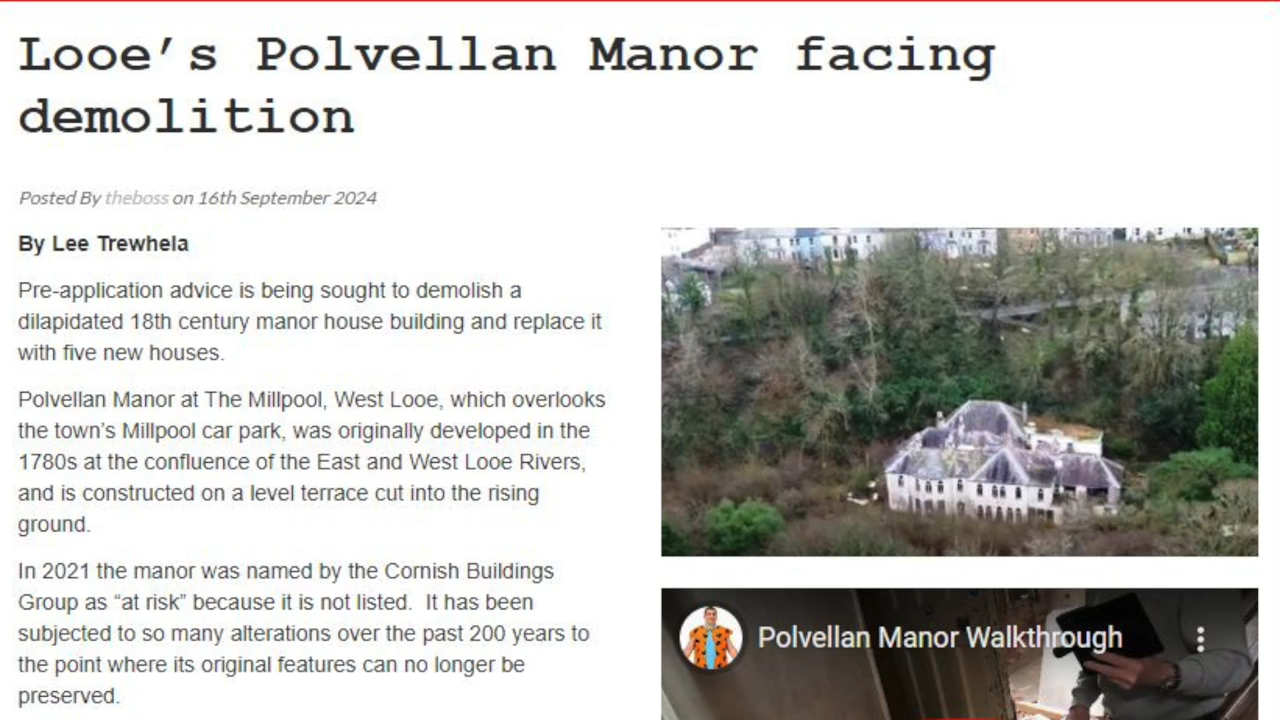 Looe’s Polvellan Manor facing
demolition
Posted By theboss on 16th September 2024
By Lee Trewhela
Pre-application advice is being sought to demolish a
dilapidated 18th century manor house building and replace it
with five new houses.
Polvellan Manor at The Millpool, West Looe, which overlooks
the town’s Millpool car park, was originally developed in the
1780s at the confluence of the East and West Looe Rivers,
and is constructed on a level terrace cut into the rising
ground.
In 2021 the manor was named by the Cornish Buildings
Group as “at risk” because it is not listed.  It has been
subjected to so many alterations over the past 200 years to
the point where its original features can no longer be
preserved.
Polvellan Manor Walkthrough